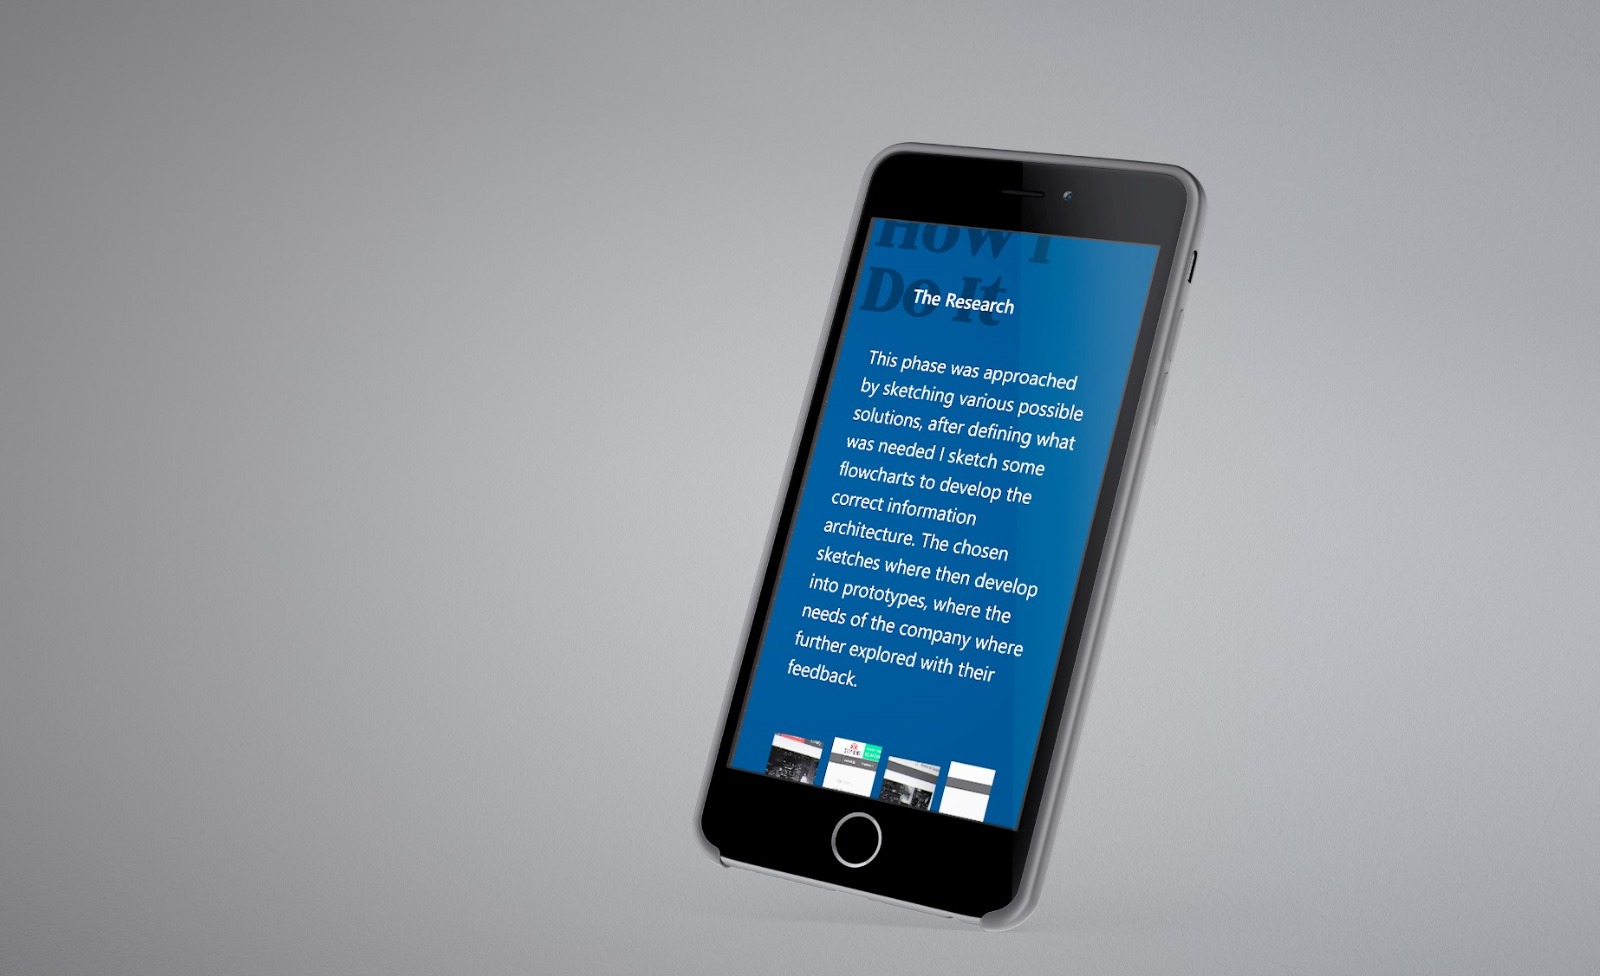 How I
Do It
The Research
This phase was approached
by sketching various possible
solutions, after defining what
was needed I sketch some
flowcharts to develop the
correct information
architecture. The chosen
sketches where then develop
into prototypes, where the
needs of the company where
further explored with their
feedback.